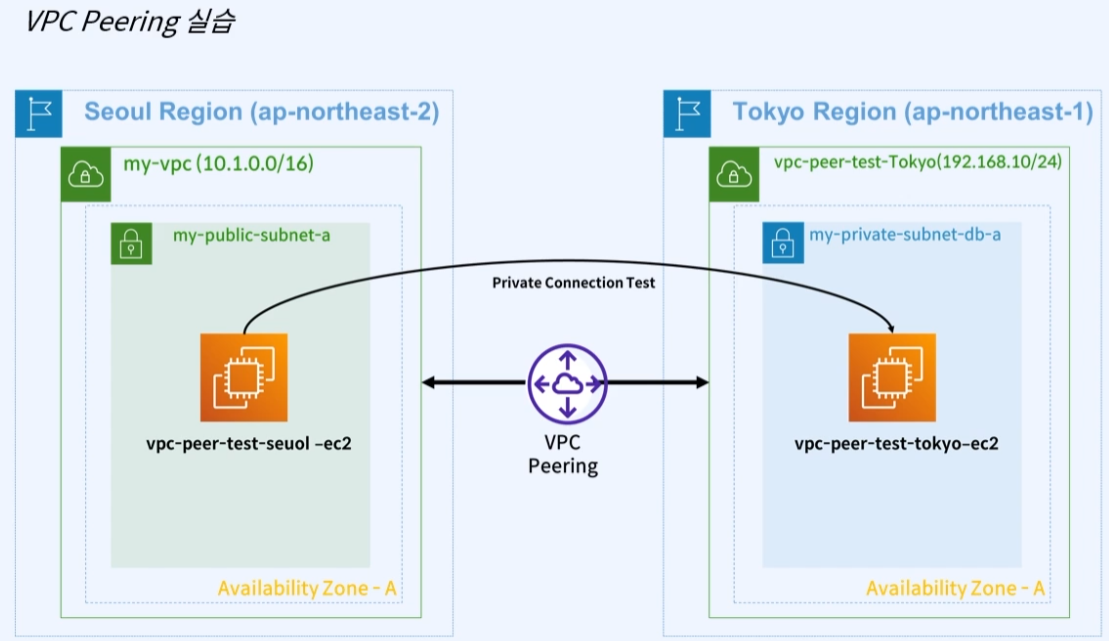 VPC Peering 실습
Seoul Region (ap-northeast-2)
my-vpc (10.1.0.0/16)
my-public-subnet-a
vpc-peer-test-seuol –ec2
Availability Zone - A
Private Connection Test
VPC
Peering
Tokyo Region (ap-northeast-1)
vpc-peer-test-Tokyo(192.168.10/24)
my-private-subnet-db-a
vpc-peer-test-tokyo–ec2
Availability Zone - A